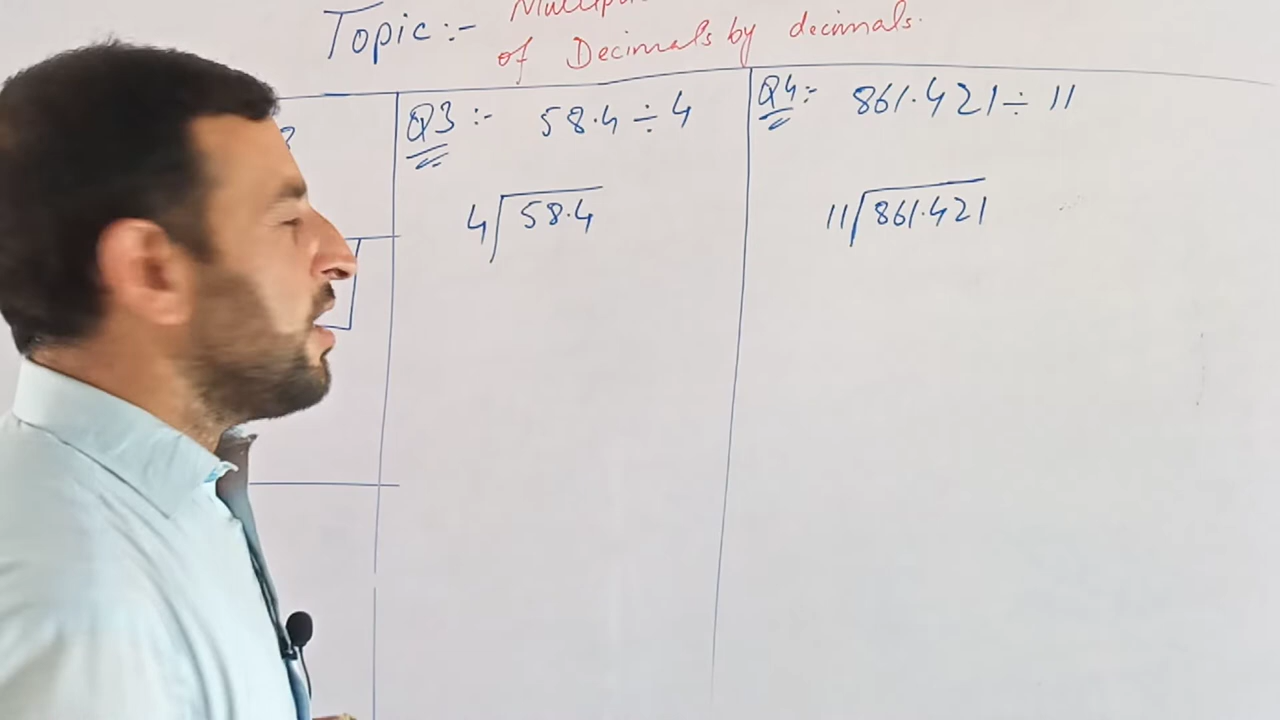 Topic:-
of Decimals by decimals.
Q3 :- 58.4 ÷ 4
4 58.4
Q4:- 861.421 ÷ 11
11 861.421